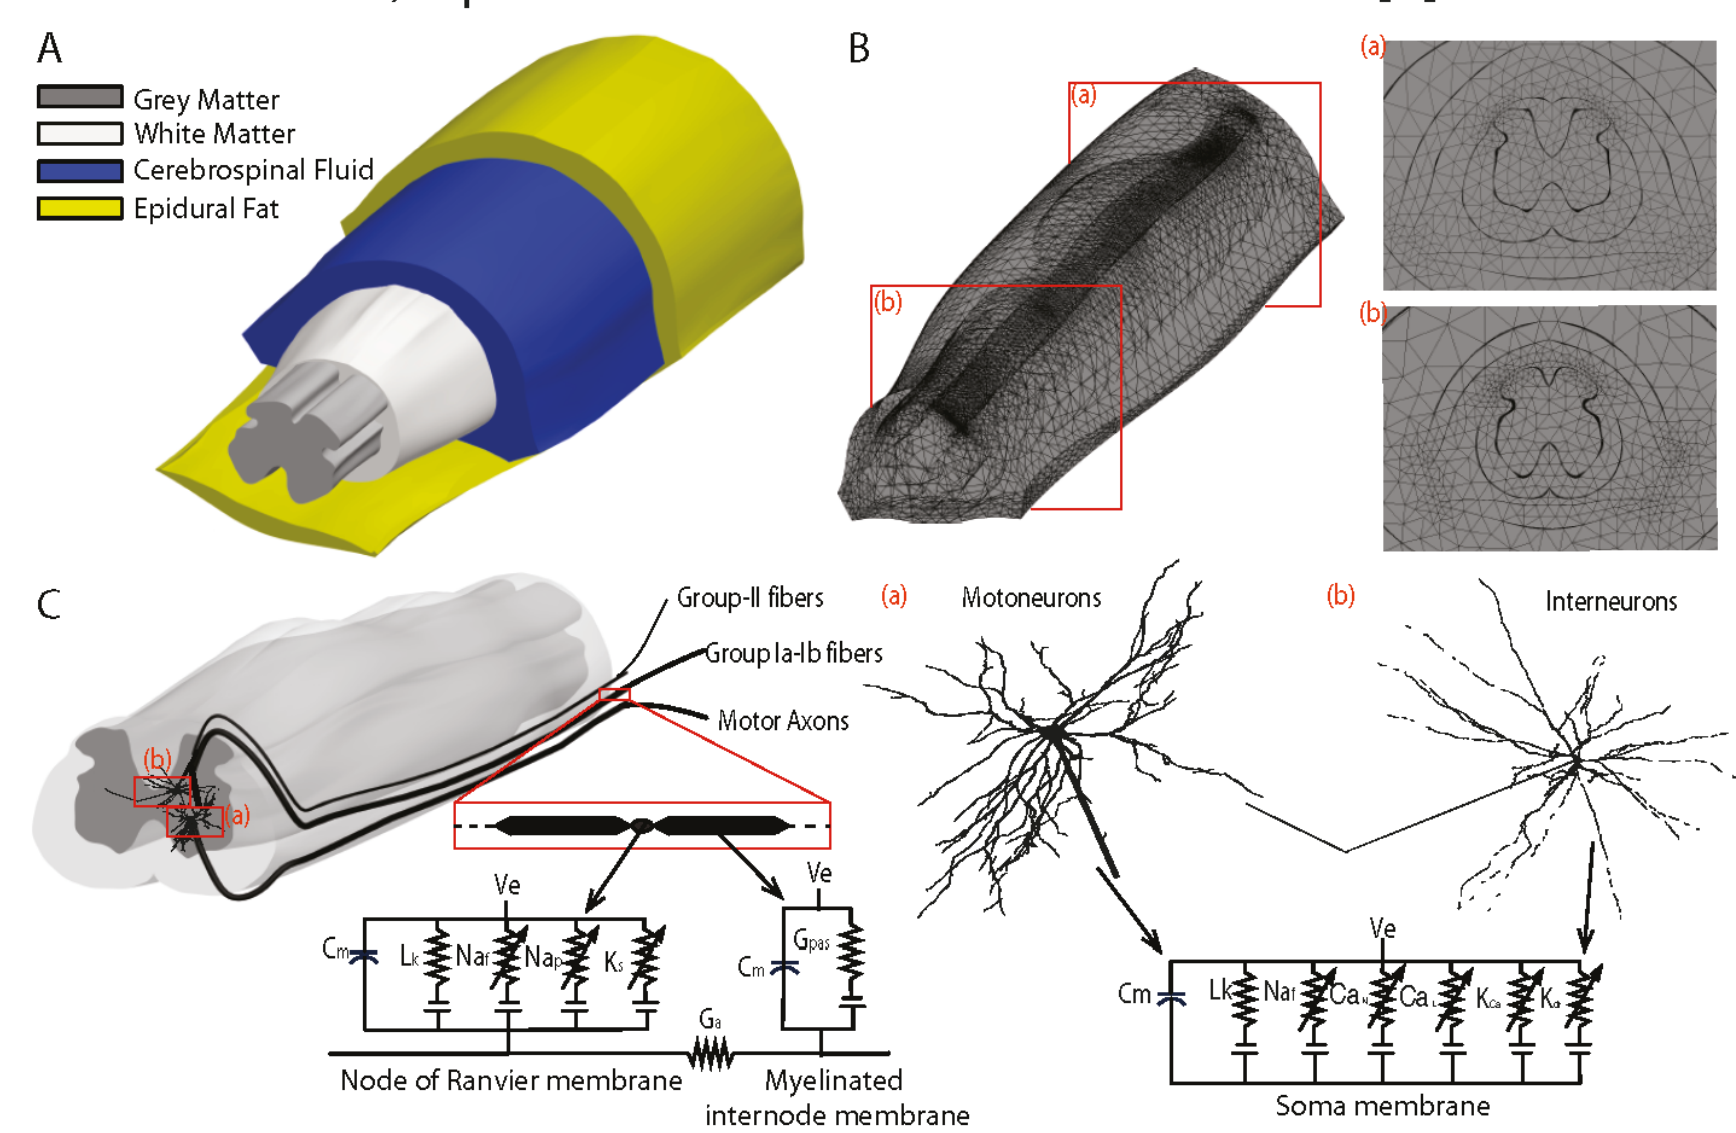 A
Grey Matter
White Matter
Cerebrospinal Fluid
Epidural Fat
B
(a)
(b)
(a)
(b)
C
Group-II fibers
Group Ia-Ib fibers
Motor Axons
(b)
(a)
(a)
Motoneurons
(b)
Interneurons
Ve
Cm
Lk
Naf
Nap
Ks
Ve
Gpas
Cm
Ga
Node of Ranvier membrane
Myelinated
internode membrane
Ve
Cm
Lk
Naf
CaN
CaL
KCa
Soma membrane